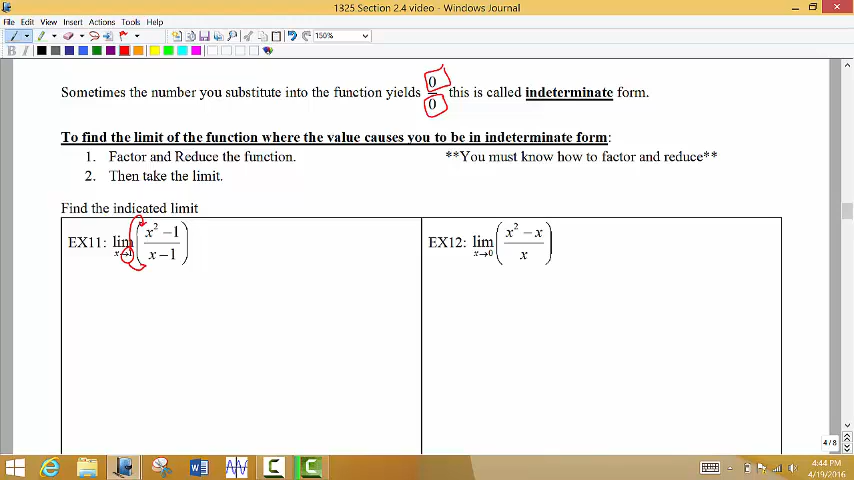 1325 Section 2.4 video - Windows Journal
File Edit View Insert Actions Tools Help
150%
B I
Sometimes the number you substitute into the function yields 0/0 this is called indeterminate form.
To find the limit of the function where the value causes you to be in indeterminate form:
1. Factor and Reduce the function. **You must know how to factor and reduce**
2. Then take the limit.
Find the indicated limit
EX11: lim x→1 (x² − 1 / x − 1)
EX12: lim x→0 (x² − x / x)
4/8
4:44 PM
4/19/2016